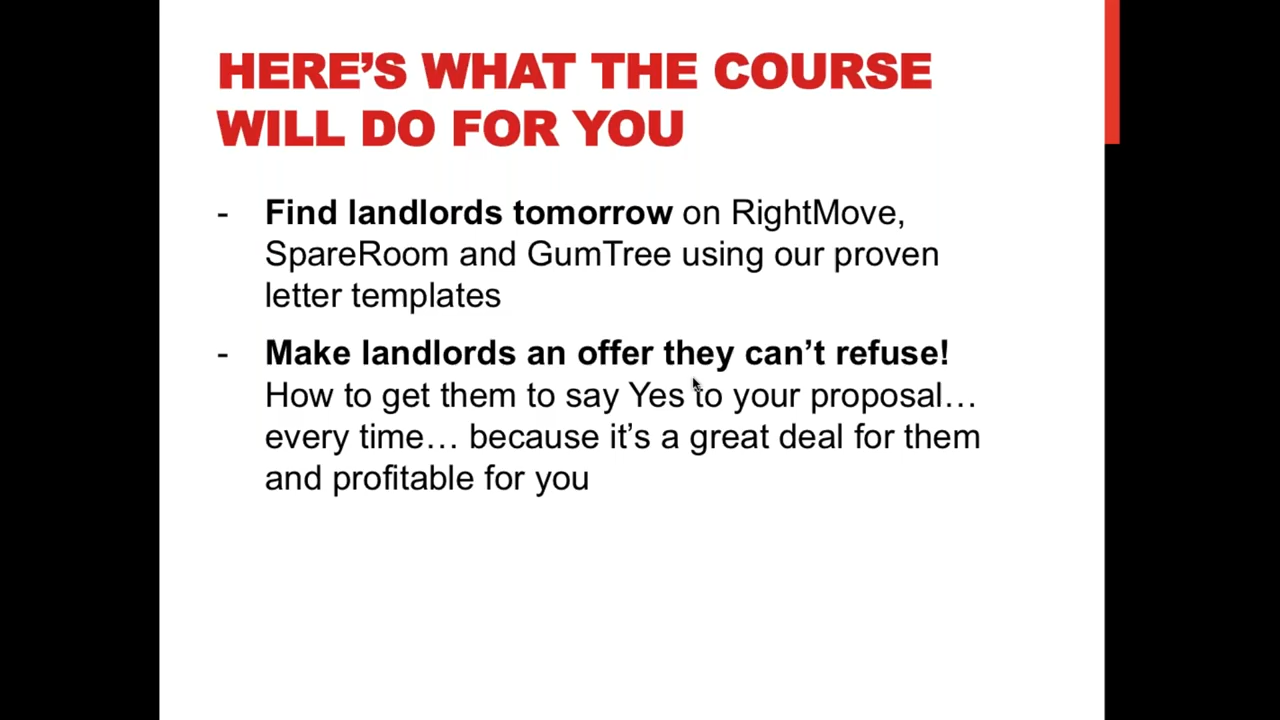 HERE’S WHAT THE COURSE
WILL DO FOR YOU
- Find landlords tomorrow on RightMove,
SpareRoom and GumTree using our proven
letter templates
- Make landlords an offer they can’t refuse!
How to get them to say Yes to your proposal…
every time… because it’s a great deal for them
and profitable for you